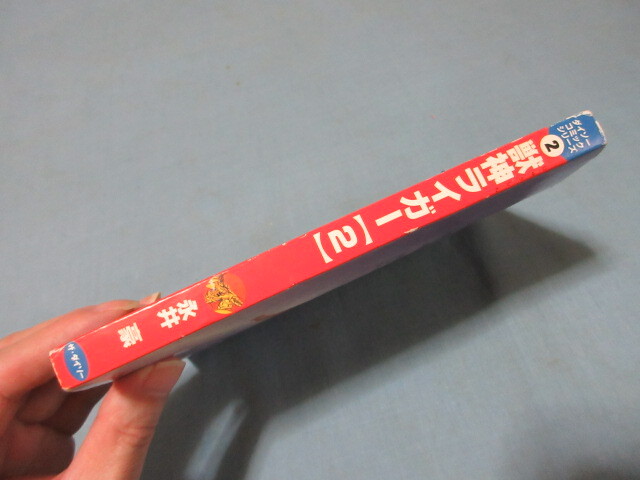 ダイソー
コミック
シリーズ
2
獣神ライガー【2】
永井豪
ザ・ダイソー